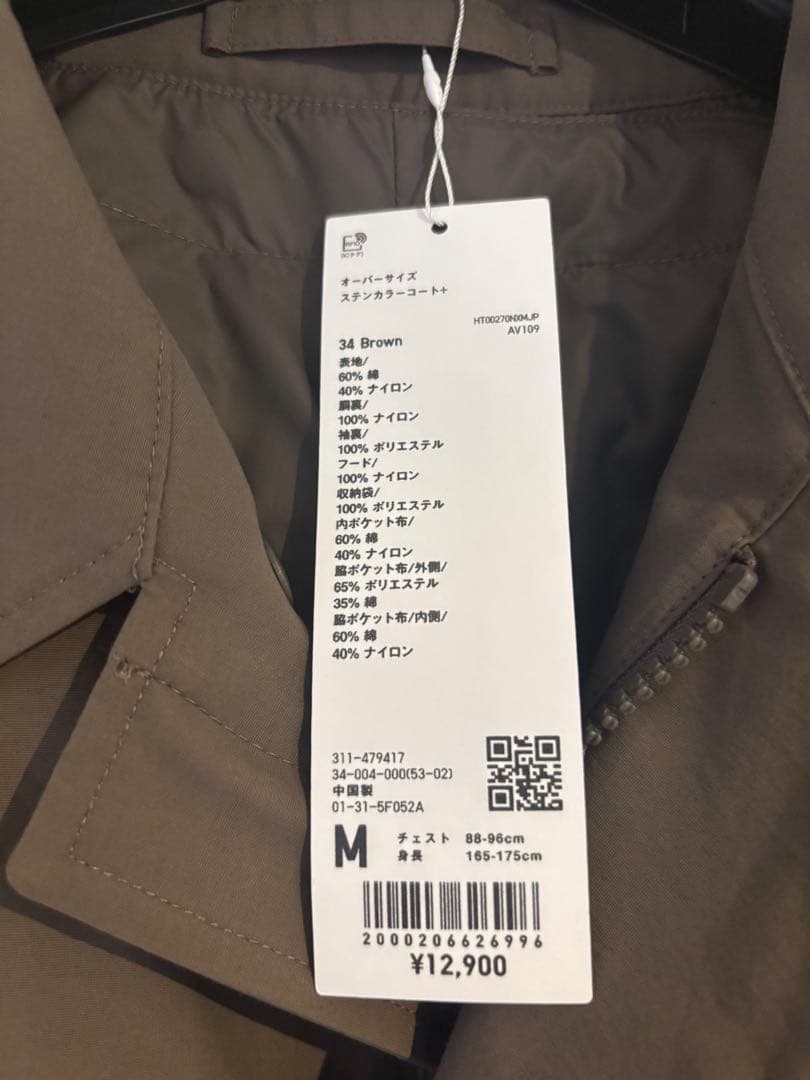 RFID
(ICタグ)
オーバーサイズ
ステンカラーコート+
HT00270NXMJP
AV109
34 Brown
表地/
60% 綿
40% ナイロン
胴裏/
100% ナイロン
袖裏/
100% ポリエステル
フード/
100% ナイロン
収納袋/
100% ポリエステル
内ポケット布/
60% 綿
40% ナイロン
脇ポケット布/外側/
65% ポリエステル
35% 綿
脇ポケット布/内側/
60% 綿
40% ナイロン
311-479417
34-004-000(53-02)
中国製
01-31-5F052A
M チェスト 88-96cm
身長 165-175cm
2000206626996
¥12,900